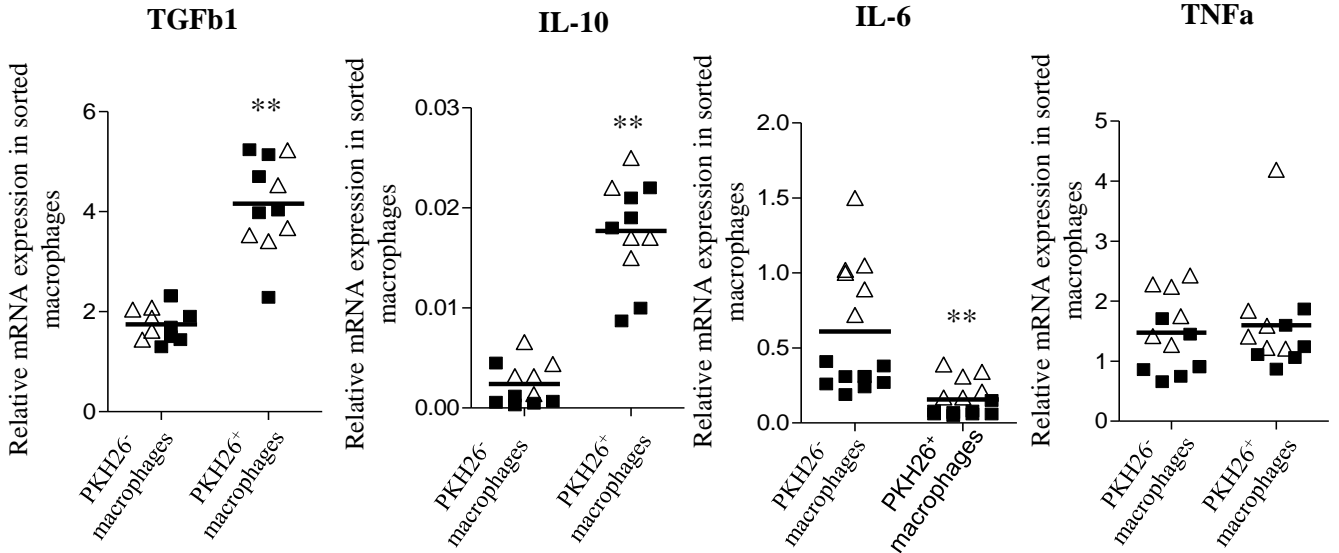 TGFb1
Relative mRNA expression in sorted
macrophages
6
4
2
0
**
PKH26-
macrophages
PKH26+
macrophages
IL-10
Relative mRNA expression in sorted
macrophages
0.03
0.02
0.01
0.00
**
PKH26-
macrophages
PKH26+
macrophages
IL-6
Relative mRNA expression in sorted
macrophages
2.0
1.5
1.0
0.5
0.0
**
PKH26-
macrophages
PKH26+
macrophages
TNFa
Relative mRNA expression in sorted
macrophages
5
4
3
2
1
0
PKH26-
macrophages
PKH26+
macrophages